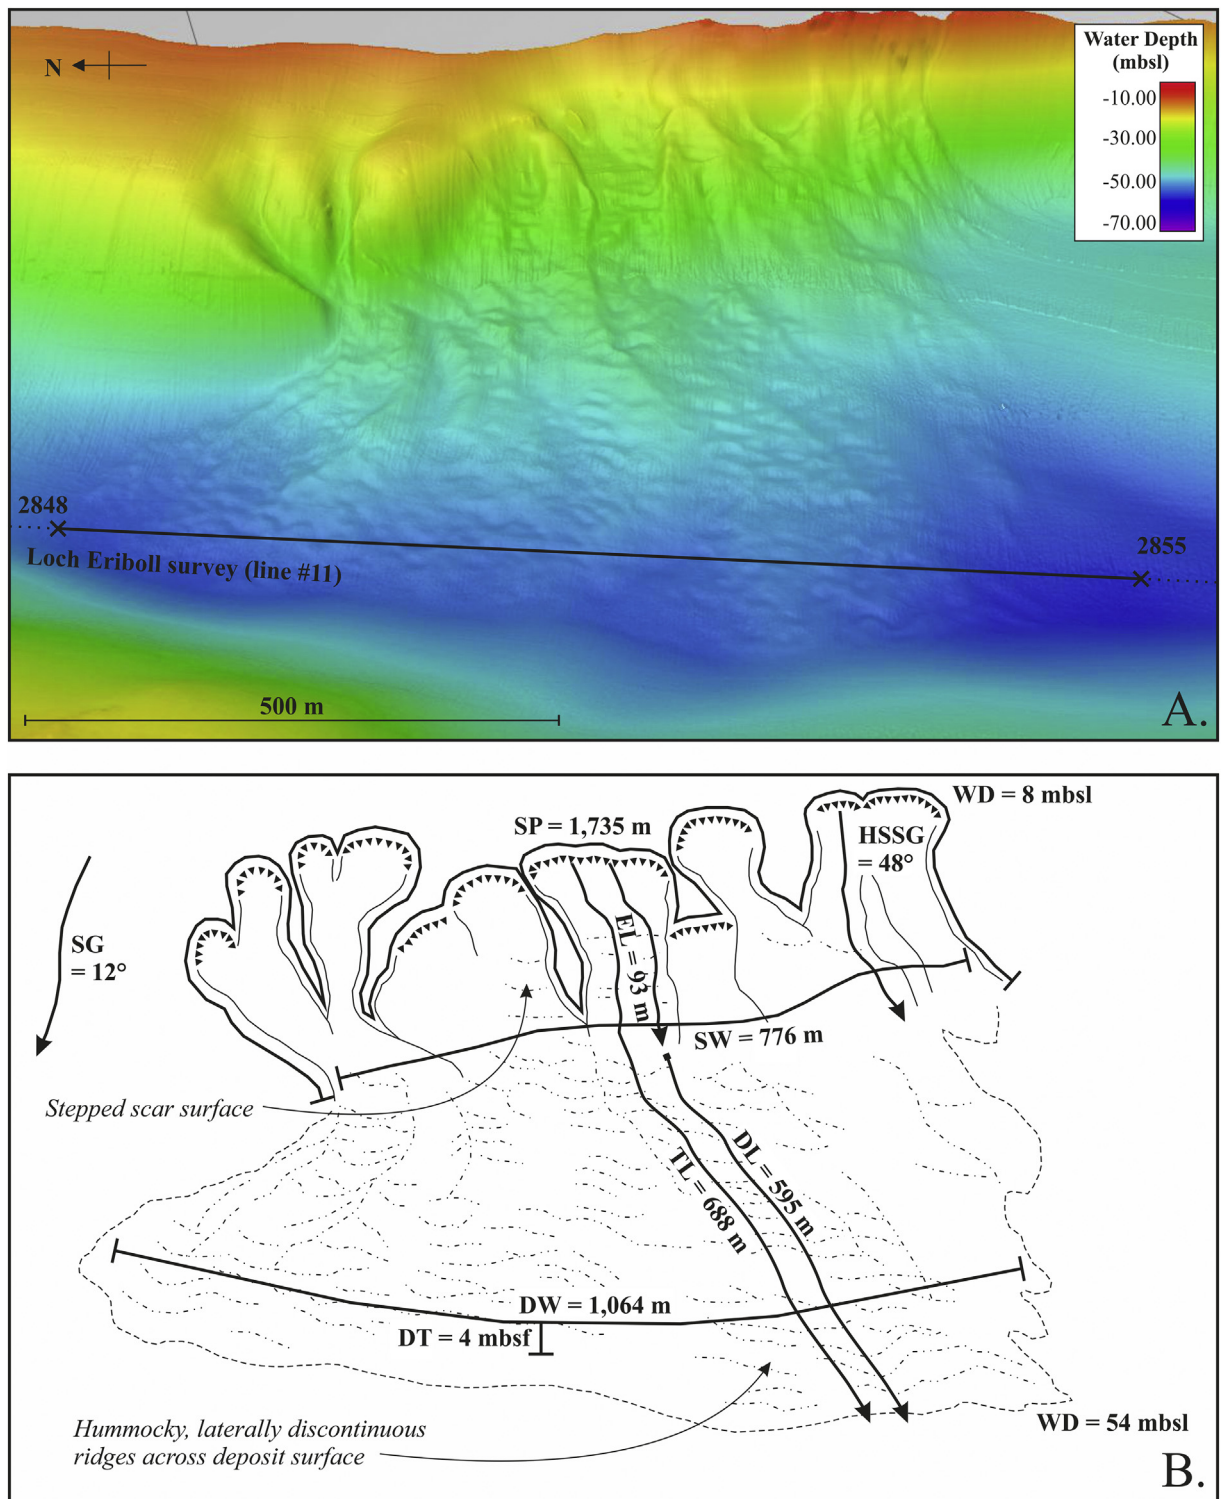 N
Water Depth
(mbsl)
-10.00
-30.00
-50.00
-70.00
2848
2855
Loch Eriboll survey (line #11)
500 m
A.
WD = 8 mbsl
SP = 1,735 m
HSSG
= 48°
SG
= 12°
EL = 93 m
SW = 776 m
Stepped scar surface
DL = 595 m
TL = 688 m
DW = 1,064 m
DT = 4 mbsf
Hummocky, laterally discontinuous
ridges across deposit surface
WD = 54 mbsl
B.